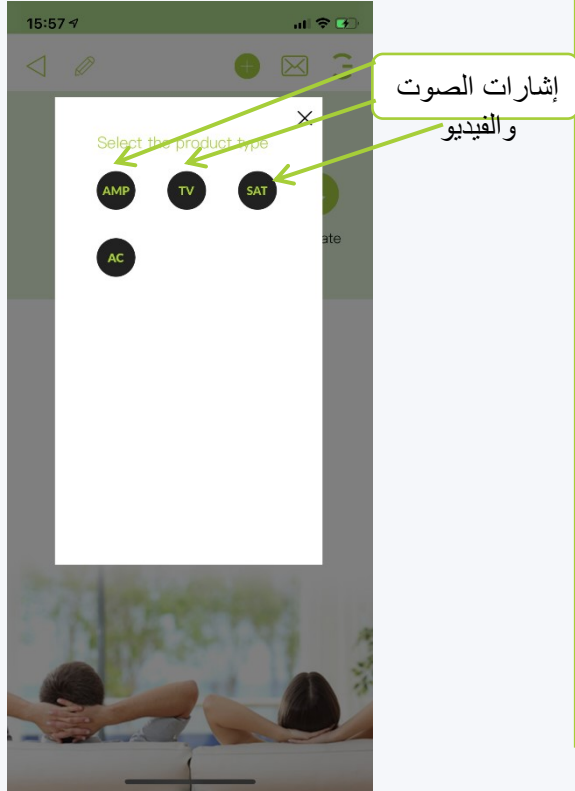 15:57
إشارات الصوت
والفيديو
Select the product type
AMP
TV
SAT
ate
AC